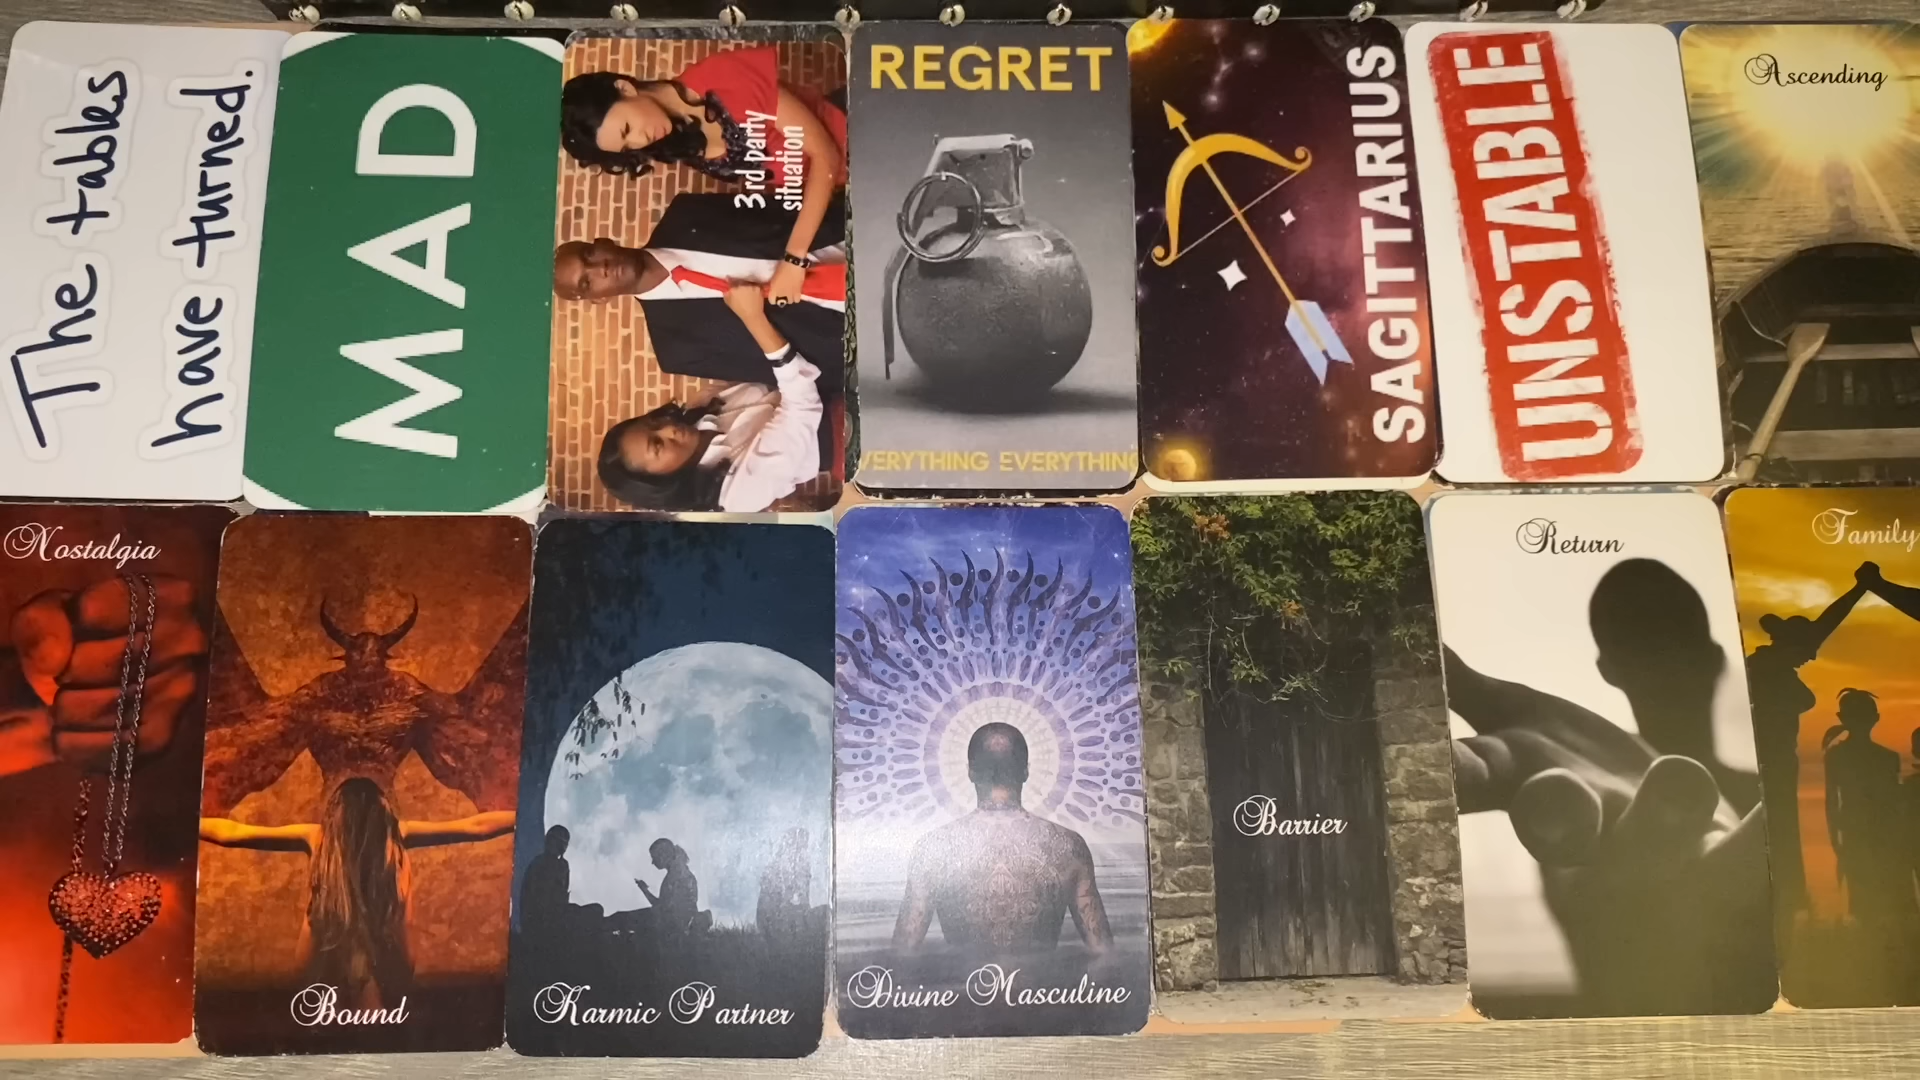 The tables
have turned.
MAD
3rd party
situation
REGRET
VERYTHING EVERYTHING
SAGITTARIUS
UNSTABLE
Ascending
Nostalgia
Bound
Karmic Partner
Divine Masculine
Barrier
Return
Family